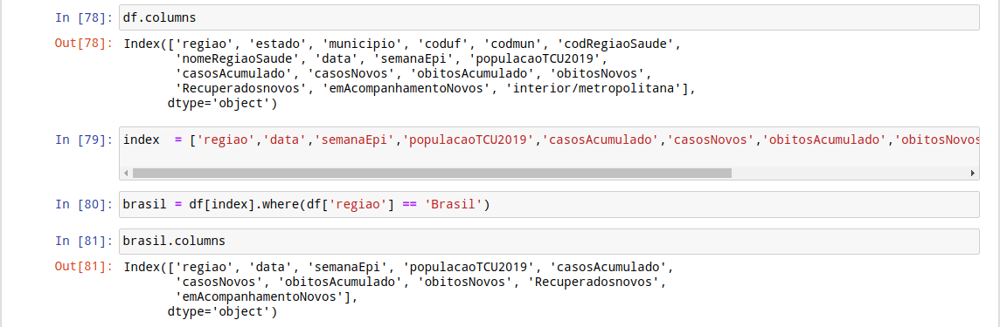 In [78]: df.columns
Out[78]: Index(['regiao', 'estado', 'municipio', 'coduf', 'codmun', 'codRegiaoSaude',
'nomeRegiaoSaude', 'data', 'semanaEpi', 'populacaoTCU2019',
'casosAcumulado', 'casosNovos', 'obitosAcumulado', 'obitosNovos',
'Recuperadosnovos', 'emAcompanhamentoNovos', 'interior/metropolitana'],
dtype='object')
In [79]: index  = ['regiao','data','semanaEpi','populacaoTCU2019','casosAcumulado','casosNovos','obitosAcumulado','obitosNovos
In [80]: brasil = df[index].where(df['regiao'] == 'Brasil')
In [81]: brasil.columns
Out[81]: Index(['regiao', 'data', 'semanaEpi', 'populacaoTCU2019', 'casosAcumulado',
'casosNovos', 'obitosAcumulado', 'obitosNovos', 'Recuperadosnovos',
'emAcompanhamentoNovos'],
dtype='object')